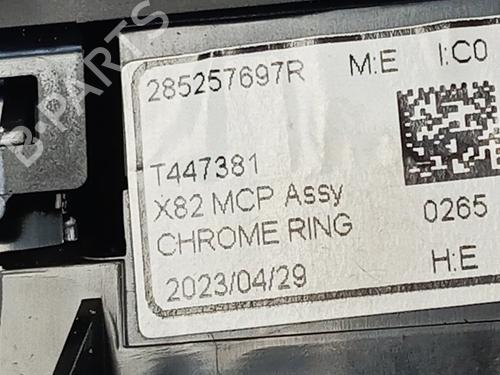 285257697R M:E I:C0
T447381
X82 MCP Assy
CHROME RING 0265
2023/04/29 H:E
B-PARTS